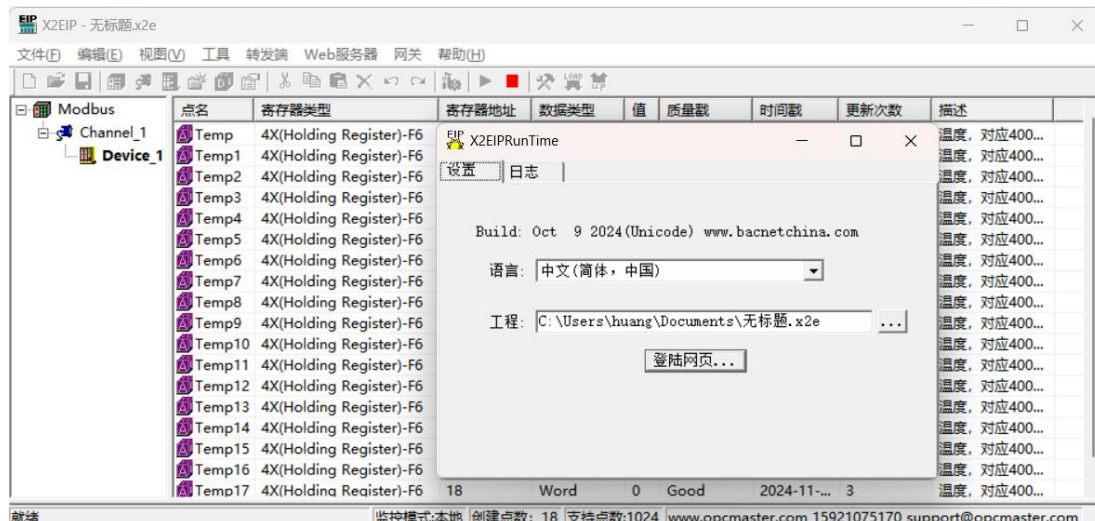 EIP X2EIP - 无标题.x2e
文件(F) 编辑(E) 视图(V) 工具 转发端 Web服务器 网关 帮助(H)
Modbus
Channel_1
Device_1
点名 寄存器类型 寄存器地址 数据类型 值 质量戳 时间戳 更新次数 描述
Temp 4X(Holding Register)-F6 温度，对应400...
Temp1 4X(Holding Register)-F6 温度，对应400...
Temp2 4X(Holding Register)-F6 温度，对应400...
Temp3 4X(Holding Register)-F6 温度，对应400...
Temp4 4X(Holding Register)-F6 温度，对应400...
Temp5 4X(Holding Register)-F6 温度，对应400...
Temp6 4X(Holding Register)-F6 温度，对应400...
Temp7 4X(Holding Register)-F6 温度，对应400...
Temp8 4X(Holding Register)-F6 温度，对应400...
Temp9 4X(Holding Register)-F6 温度，对应400...
Temp10 4X(Holding Register)-F6 温度，对应400...
Temp11 4X(Holding Register)-F6 温度，对应400...
Temp12 4X(Holding Register)-F6 温度，对应400...
Temp13 4X(Holding Register)-F6 温度，对应400...
Temp14 4X(Holding Register)-F6 温度，对应400...
Temp15 4X(Holding Register)-F6 温度，对应400...
Temp16 4X(Holding Register)-F6 温度，对应400...
Temp17 4X(Holding Register)-F6 18 Word 0 Good 2024-11-... 3 温度，对应400...
EIP X2EIPRunTime
设置 日志
Build: Oct 9 2024(Unicode) www.bacnetchina.com
语言: 中文(简体，中国)
工程: C:\Users\huang\Documents\无标题.x2e ...
登陆网页...
就绪 监控模式:本地 创建点数: 18 支持点数:1024 www.opcmaster.com 15921075170 support@opcmaster.com